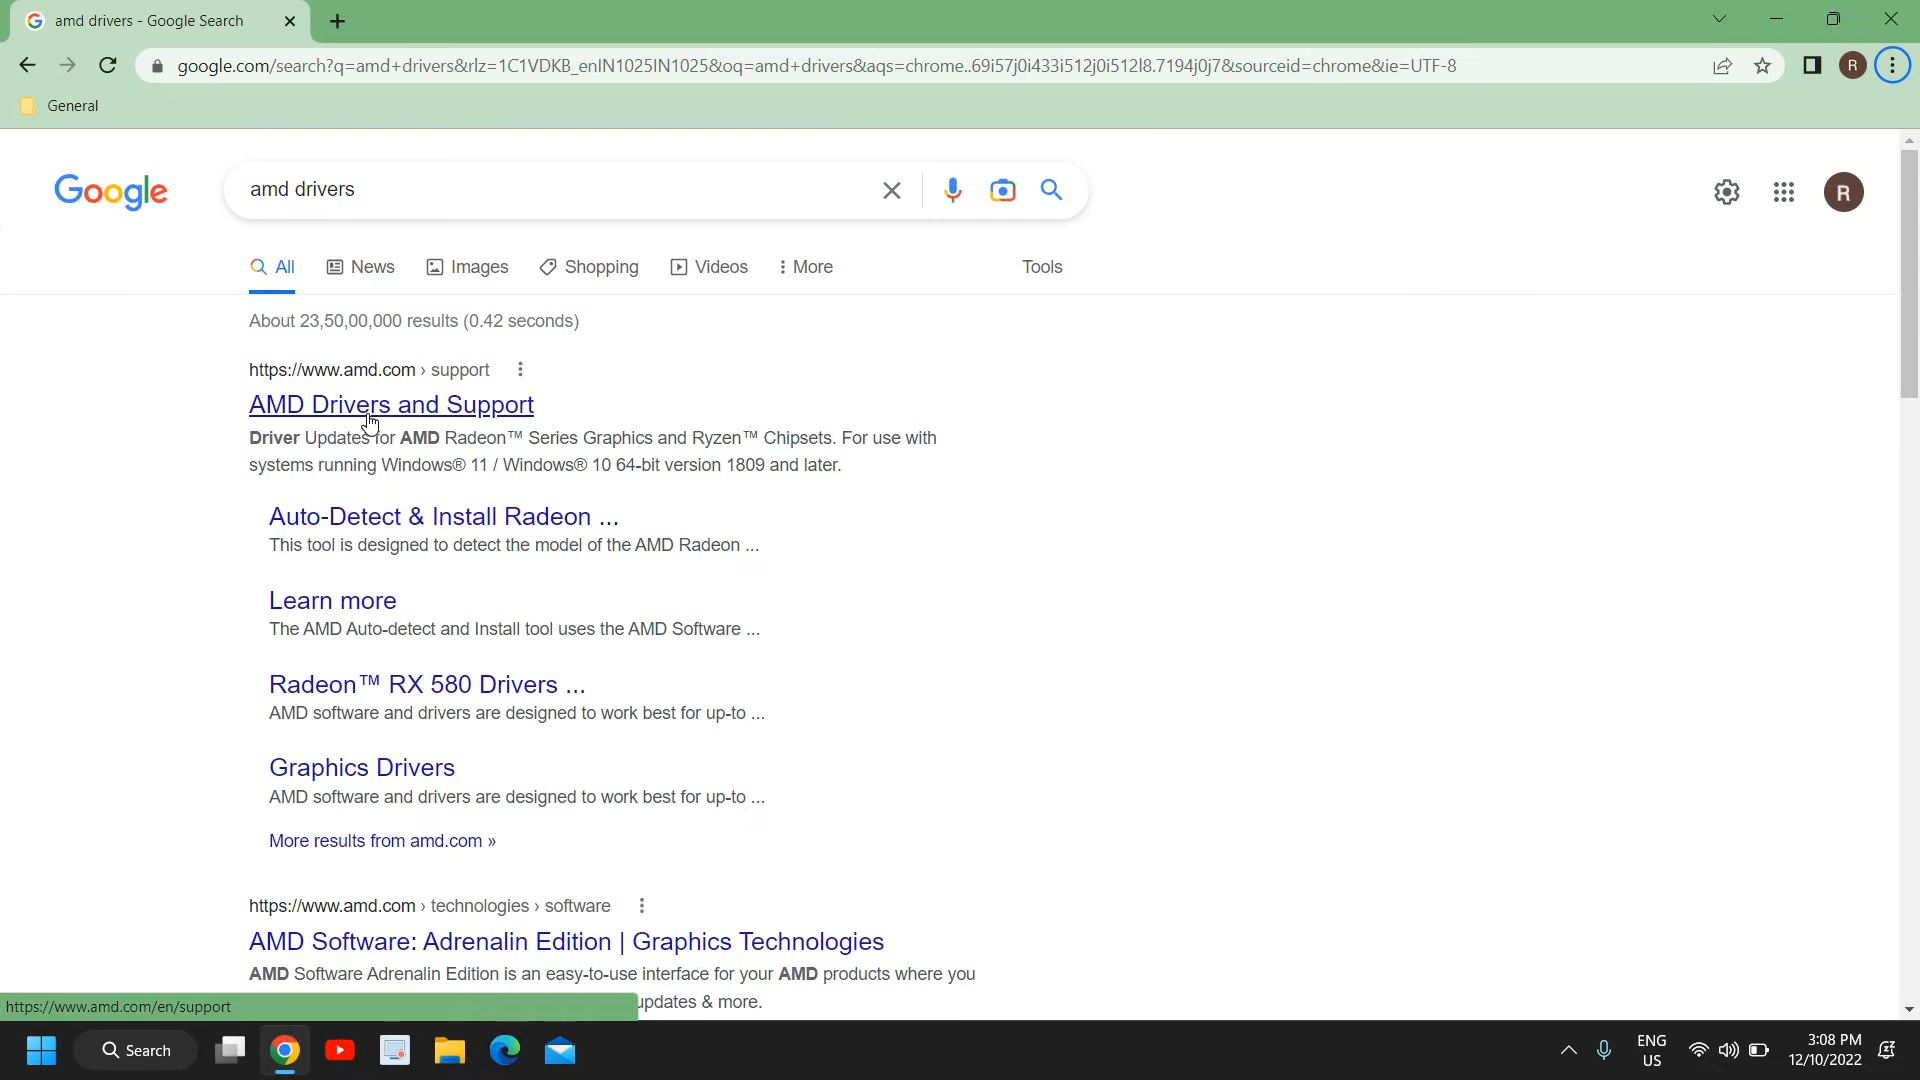 amd drivers - Google Search
google.com/search?q=amd+drivers&rlz=1C1VDKB_enIN1025IN1025&oq=amd+drivers&aqs=chrome..69i57j0i433i512j0i512l8.7194j0j7&sourceid=chrome&ie=UTF-8
R
General
Google
amd drivers
R
All
News
Images
Shopping
Videos
More
Tools
About 23,50,00,000 results (0.42 seconds)
https://www.amd.com › support
AMD Drivers and Support
Driver Updates for AMD Radeon™ Series Graphics and Ryzen™ Chipsets. For use with
systems running Windows® 11 / Windows® 10 64-bit version 1809 and later.
Auto-Detect & Install Radeon ...
This tool is designed to detect the model of the AMD Radeon ...
Learn more
The AMD Auto-detect and Install tool uses the AMD Software ...
Radeon™ RX 580 Drivers ...
AMD software and drivers are designed to work best for up-to ...
Graphics Drivers
AMD software and drivers are designed to work best for up-to ...
More results from amd.com »
https://www.amd.com › technologies › software
AMD Software: Adrenalin Edition | Graphics Technologies
AMD Software Adrenalin Edition is an easy-to-use interface for your AMD products where you
updates & more.
https://www.amd.com/en/support
Search
ENG
US
3:08 PM
12/10/2022